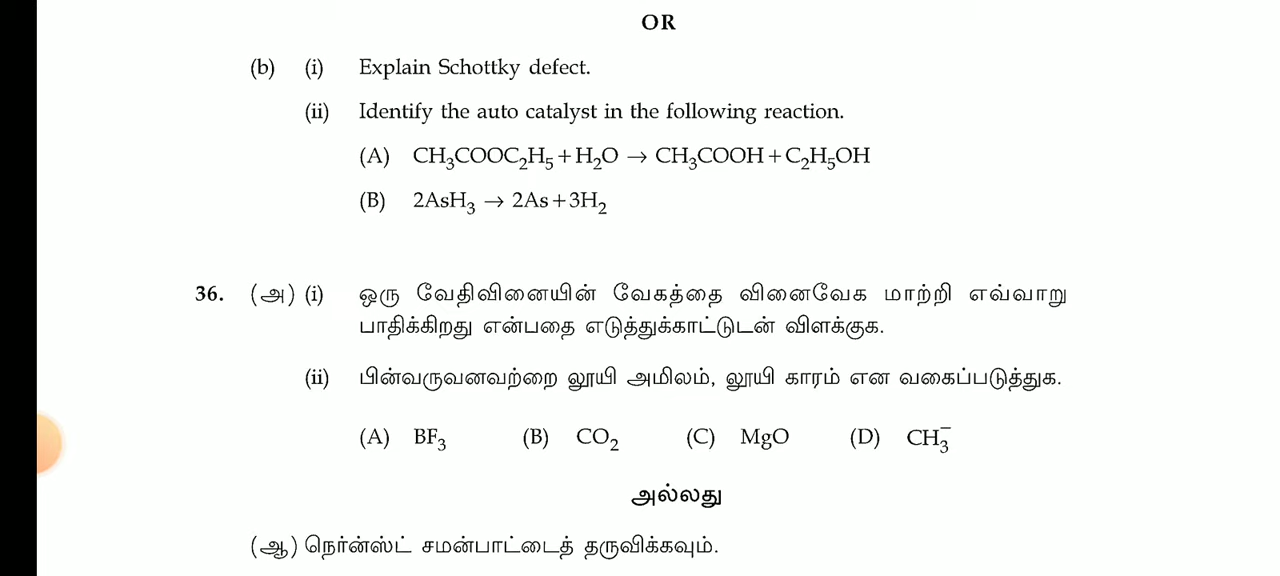 OR
(b) (i) Explain Schottky defect.
(ii) Identify the auto catalyst in the following reaction.
(A) CH₃COOC₂H₅ + H₂O → CH₃COOH + C₂H₅OH
(B) 2AsH₃ → 2As + 3H₂
36. (அ) (i) ஒரு வேதிவினையின் வேகத்தை வினைவேக மாற்றி எவ்வாறு
பாதிக்கிறது என்பதை எடுத்துக்காட்டுடன் விளக்குக.
(ii) பின்வருவனவற்றை லூயி அமிலம், லூயி காரம் என வகைப்படுத்துக.
(A) BF₃ (B) CO₂ (C) MgO (D) CH₃⁻
அல்லது
(ஆ) நெர்ன்ஸ்ட் சமன்பாட்டைத் தருவிக்கவும்.